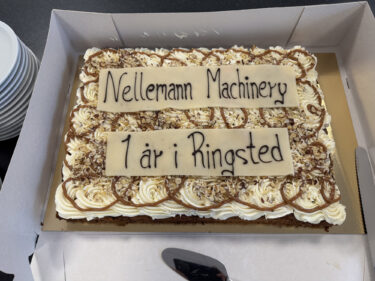 Nellemann Machinery
1 år i Ringsted